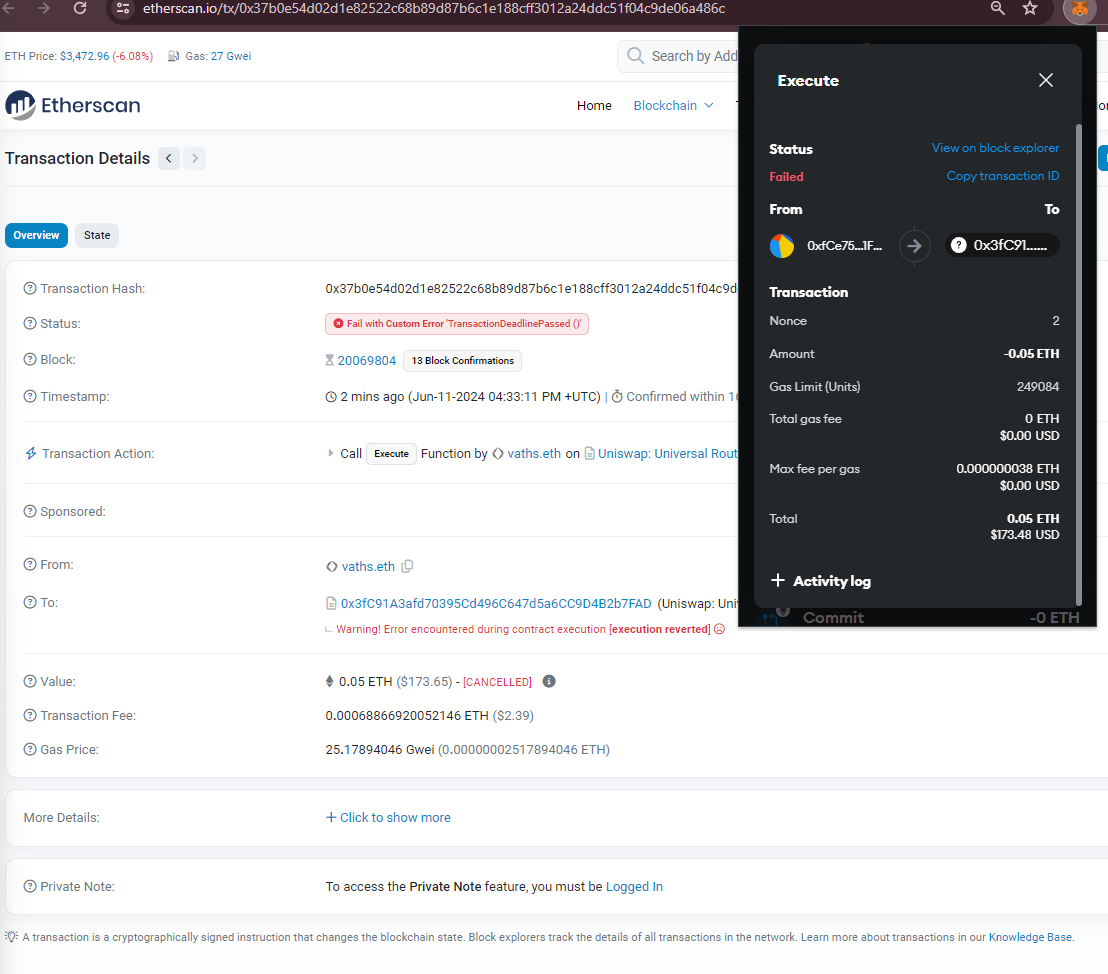 etherscan.io/tx/0x37b0e54d02d1e82522c68b89d87b6c1e188cff3012a24ddc51f04c9de06a486c
ETH Price: $3,472.96 (-6.08%) Gas: 27 Gwei
Search by Add
Etherscan
Home Blockchain
Transaction Details
Overview State
Transaction Hash: 0x37b0e54d02d1e82522c68b89d87b6c1e188cff3012a24ddc51f04c9d
Status: Fail with Custom Error 'TransactionDeadlinePassed ()'
Block: 20069804 13 Block Confirmations
Timestamp: 2 mins ago (Jun-11-2024 04:33:11 PM +UTC) | Confirmed within 1
Transaction Action: Call Execute Function by vaths.eth on Uniswap: Universal Rout
Sponsored:
From: vaths.eth
To: 0x3fC91A3afd70395Cd496C647d5a6CC9D4B2b7FAD (Uniswap: Uni
Warning! Error encountered during contract execution [execution reverted]
Value: 0.05 ETH ($173.65) - [CANCELLED]
Transaction Fee: 0.00068866920052146 ETH ($2.39)
Gas Price: 25.17894046 Gwei (0.00000002517894046 ETH)
More Details: + Click to show more
Private Note: To access the Private Note feature, you must be Logged In
A transaction is a cryptographically signed instruction that changes the blockchain state. Block explorers track the details of all transactions in the network. Learn more about transactions in our Knowledge Base.
Execute
Status View on block explorer
Failed Copy transaction ID
From To
0xfCe75...1F... 0x3fC91......
Transaction
Nonce 2
Amount -0.05 ETH
Gas Limit (Units) 249084
Total gas fee 0 ETH
$0.00 USD
Max fee per gas 0.000000038 ETH
$0.00 USD
Total 0.05 ETH
$173.48 USD
+ Activity log
Commit -0 ETH